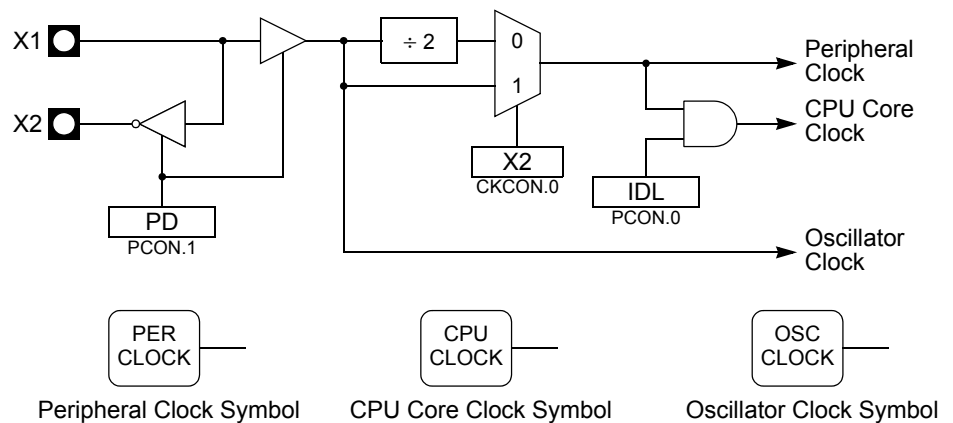 X1
÷ 2
0
1
Peripheral
Clock
CPU Core
Clock
X2
X2
CKCON.0
IDL
PCON.0
PD
PCON.1
Oscillator
Clock
PER
CLOCK
CPU
CLOCK
OSC
CLOCK
Peripheral Clock Symbol
CPU Core Clock Symbol
Oscillator Clock Symbol